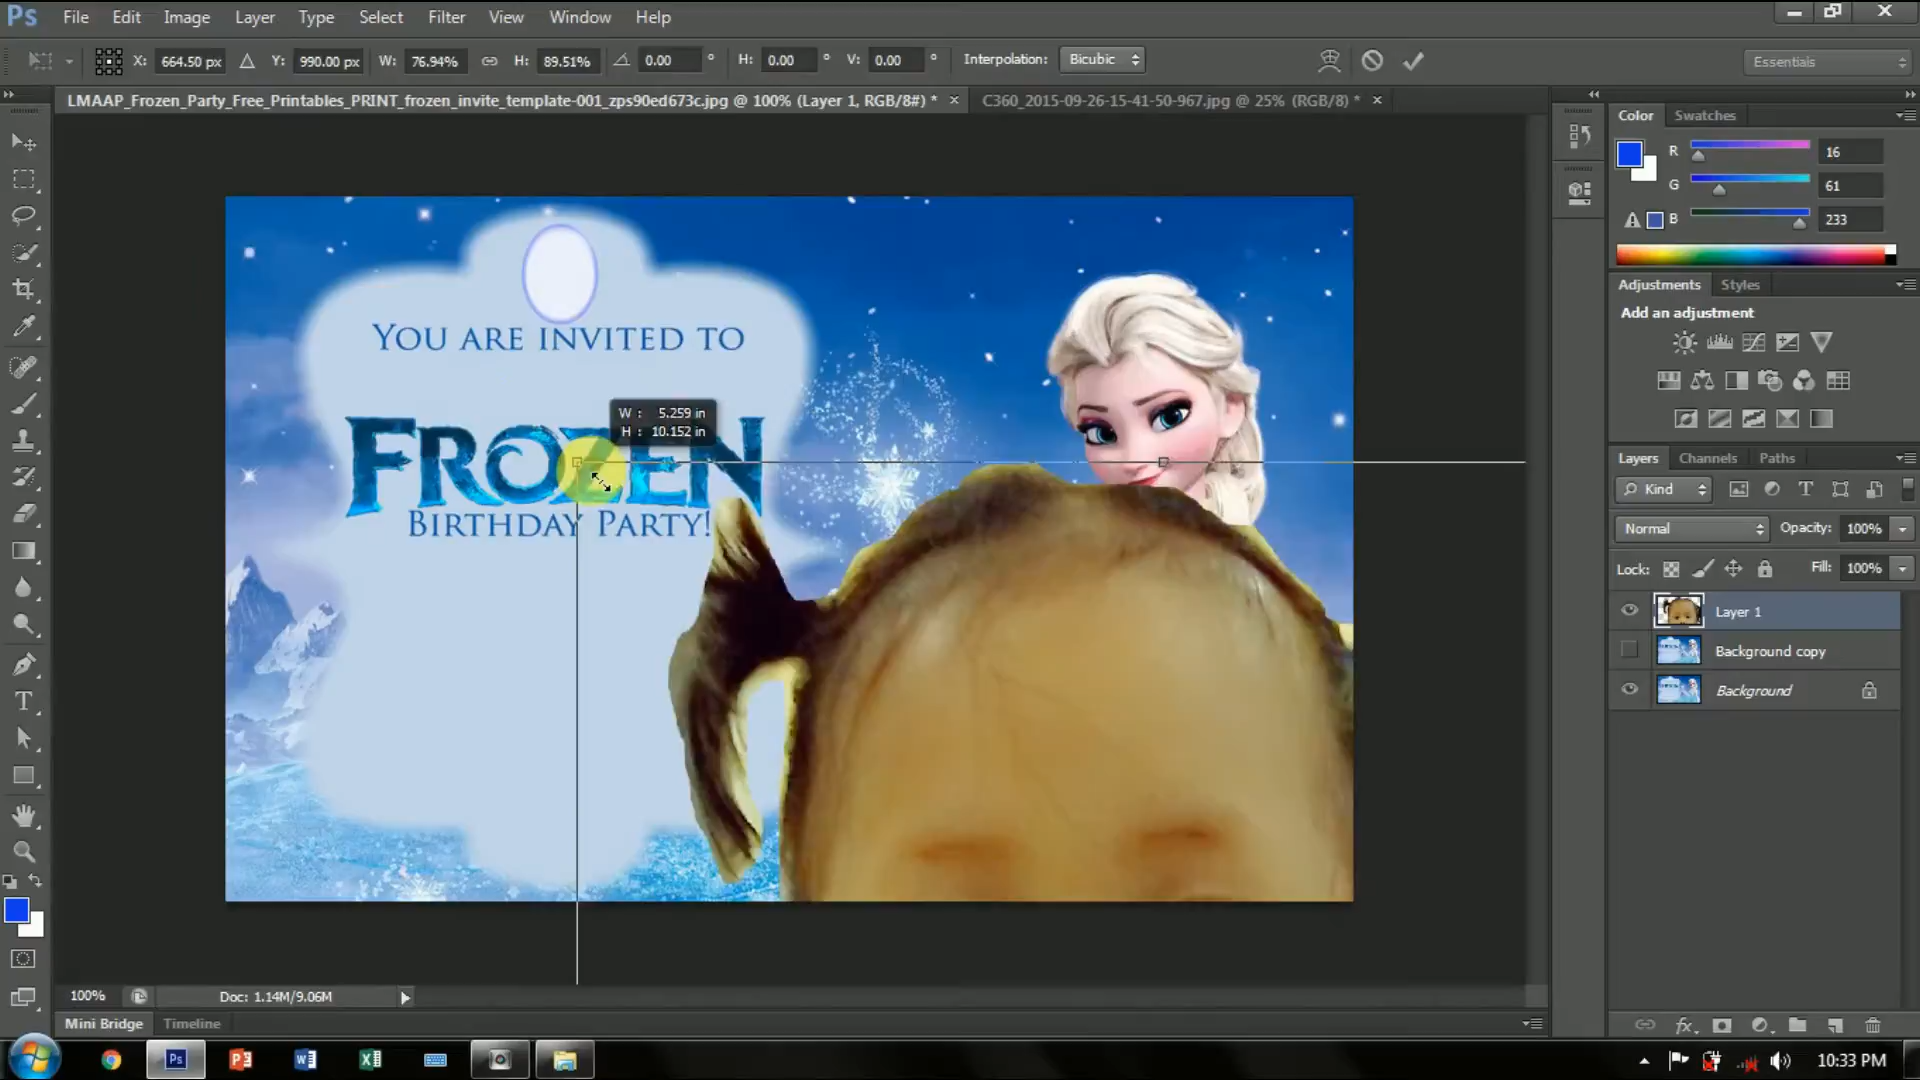 Ps File Edit Image Layer Type Select Filter View Window Help
X: 664.50 px Y: 990.00 px W: 76.94% H: 89.51% 0.00 ° H: 0.00 ° V: 0.00 ° Interpolation: Bicubic Essentials
LMAAP_Frozen_Party_Free_Printables_PRINT_frozen_invite_template-001_zps90ed673c.jpg @ 100% (Layer 1, RGB/8#) * × C360_2015-09-26-15-41-50-967.jpg @ 25% (RGB/8) * ×
Color Swatches
R 16
G 61
B 233
Adjustments Styles
Add an adjustment
YOU ARE INVITED TO
W : 5.259 in
H : 10.152 in
FROZEN
BIRTHDAY PARTY!
Layers Channels Paths
Kind
Normal Opacity: 100%
Lock: Fill: 100%
Layer 1
Background copy
Background
100% Doc: 1.14M/9.06M
Mini Bridge Timeline
10:33 PM